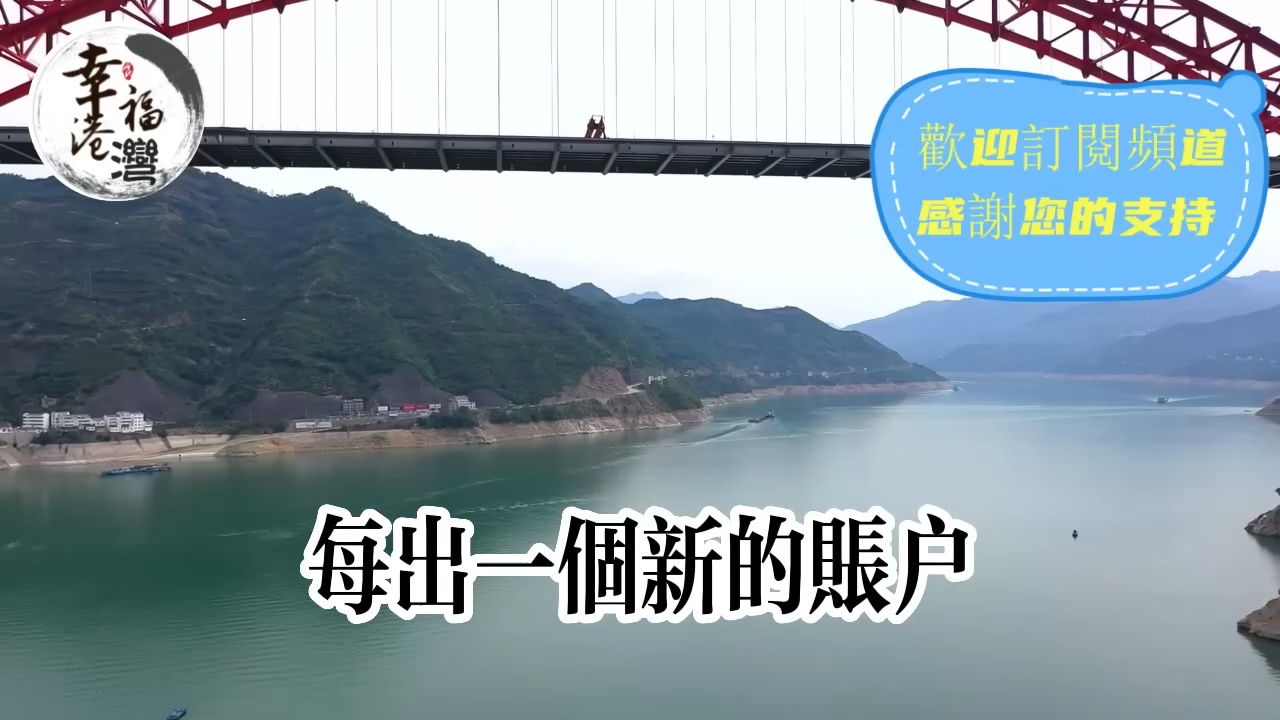 幸福
港灣
歡迎訂閱頻道
感謝您的支持
每出一個新的賬户